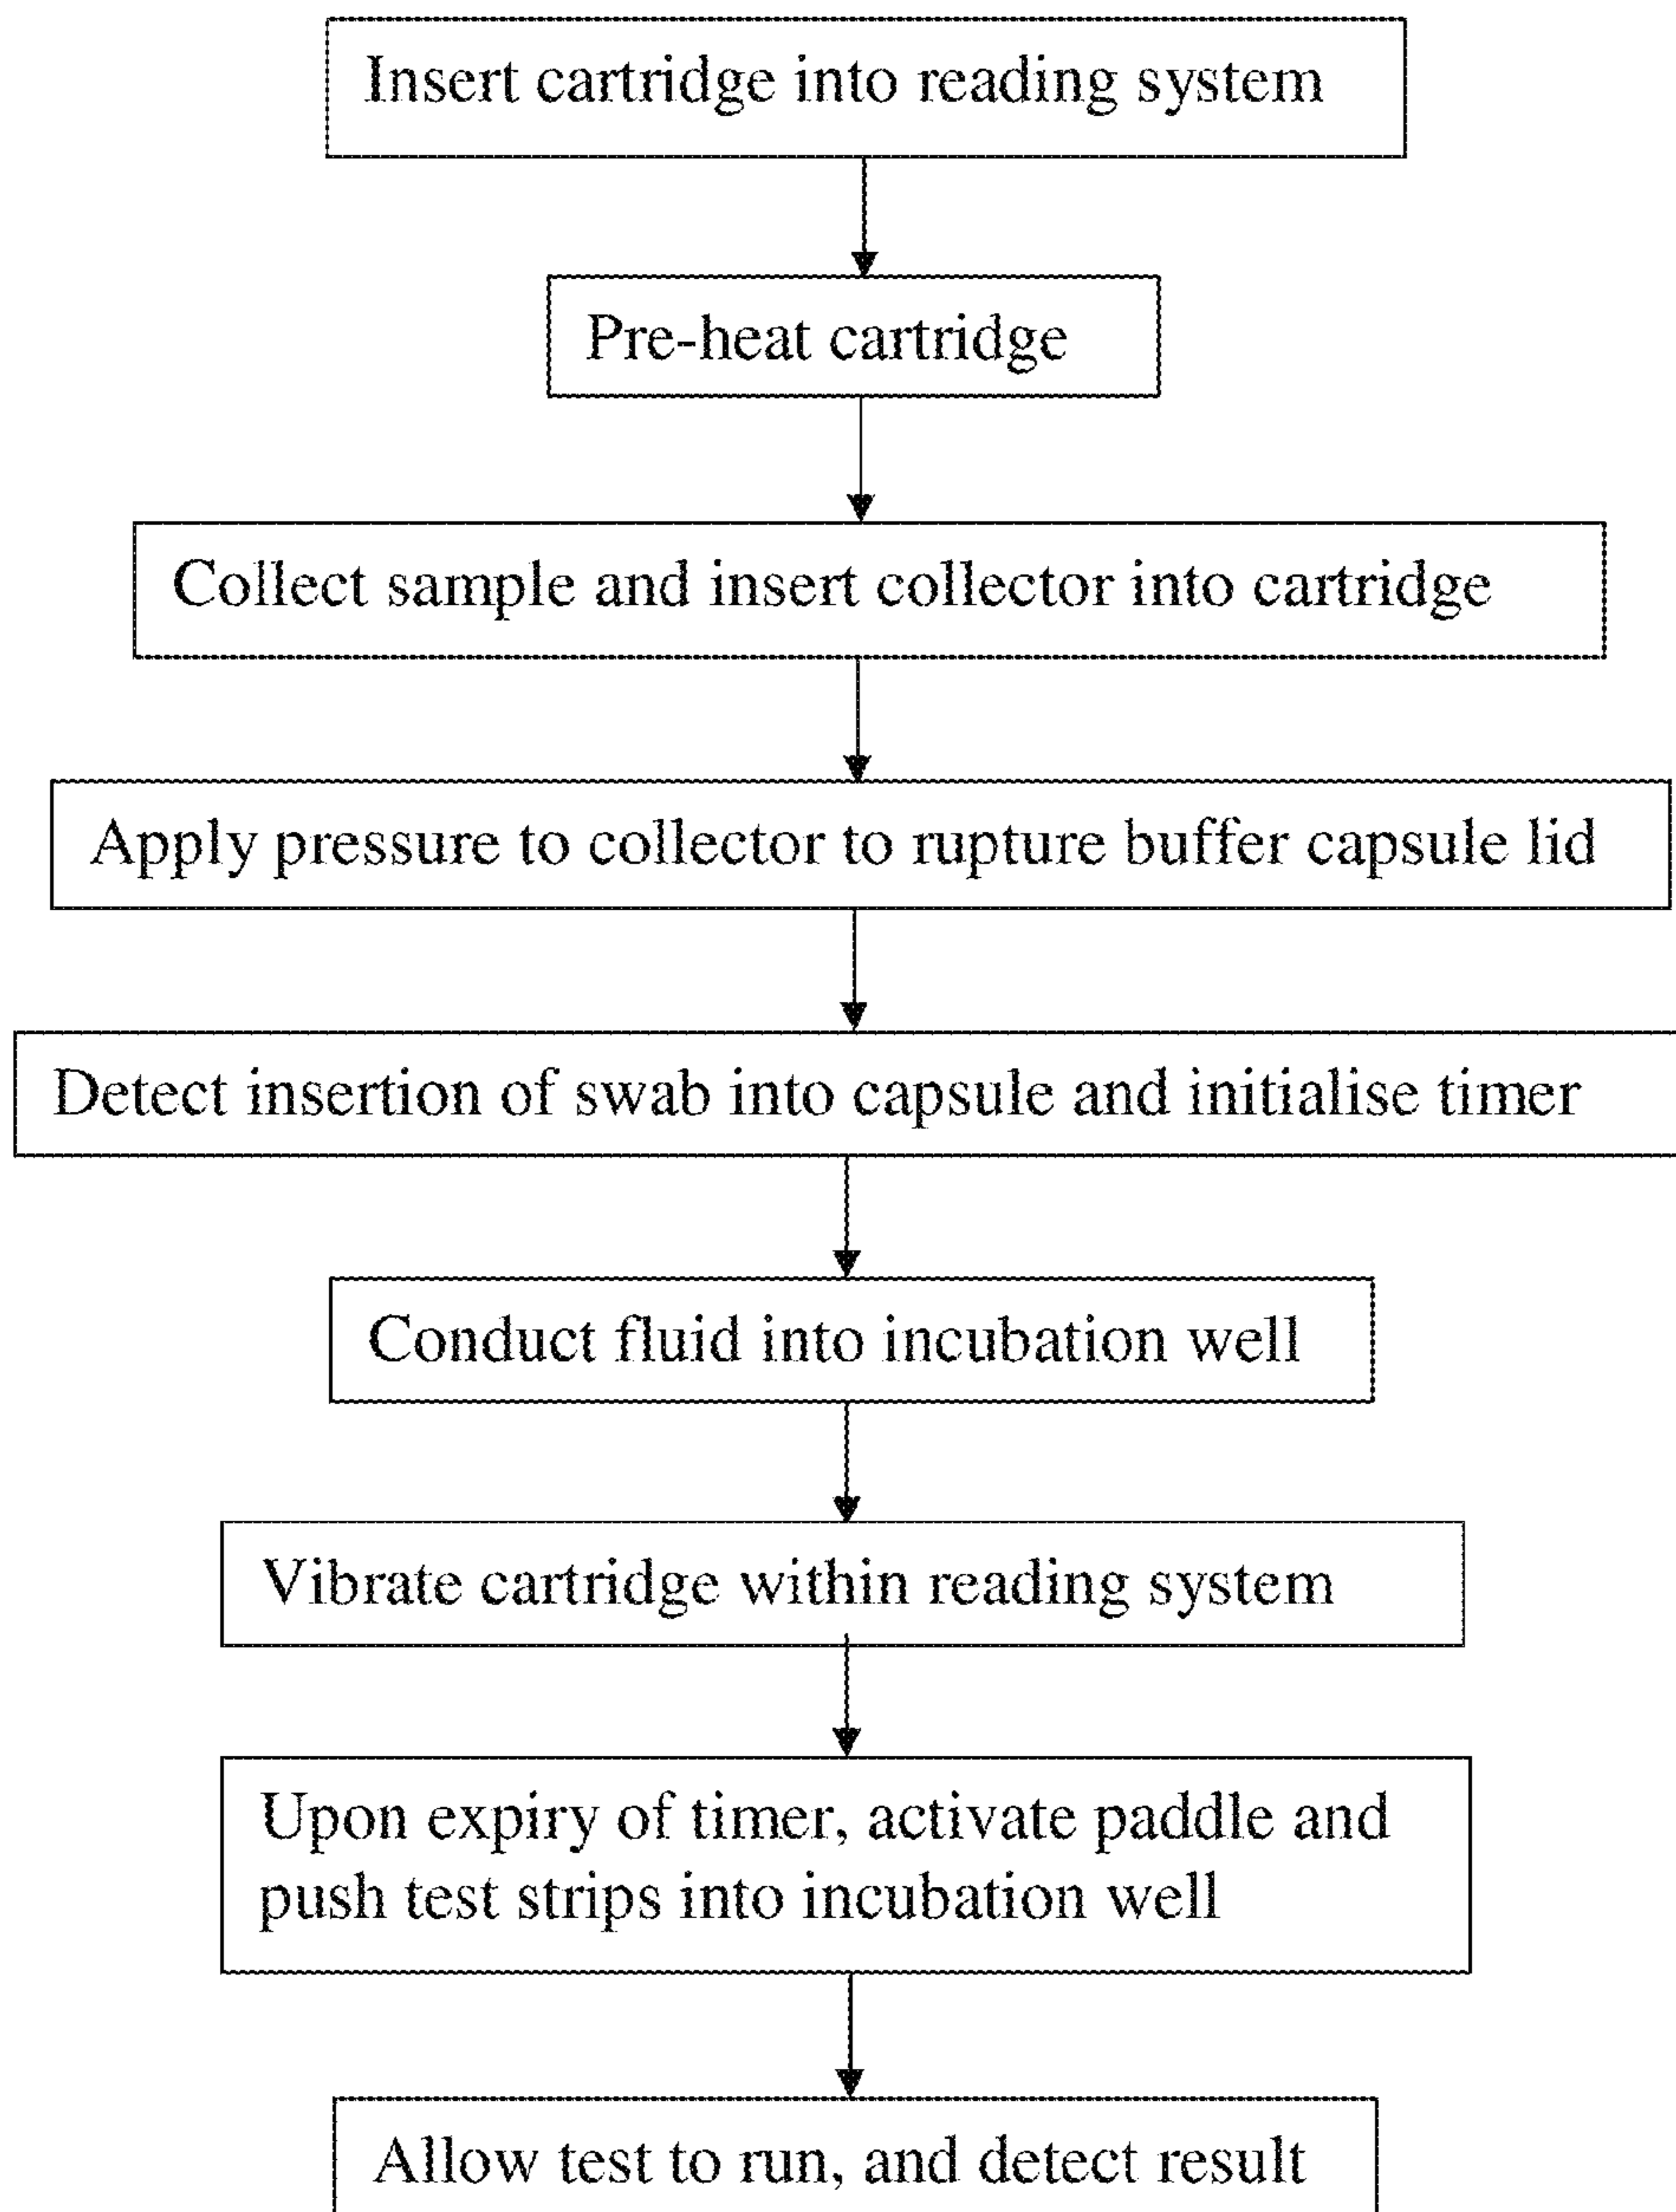 Insert cartridge into reading system
Pre-heat cartridge
Collect sample and insert collector into cartridge
Apply pressure to collector to rupture buffer capsule lid
Detect insertion of swab into capsule and initialise timer
Conduct fluid into incubation well
Vibrate cartridge within reading system
Upon expiry of timer, activate paddle and
push test strips into incubation well
Allow test to run, and detect result